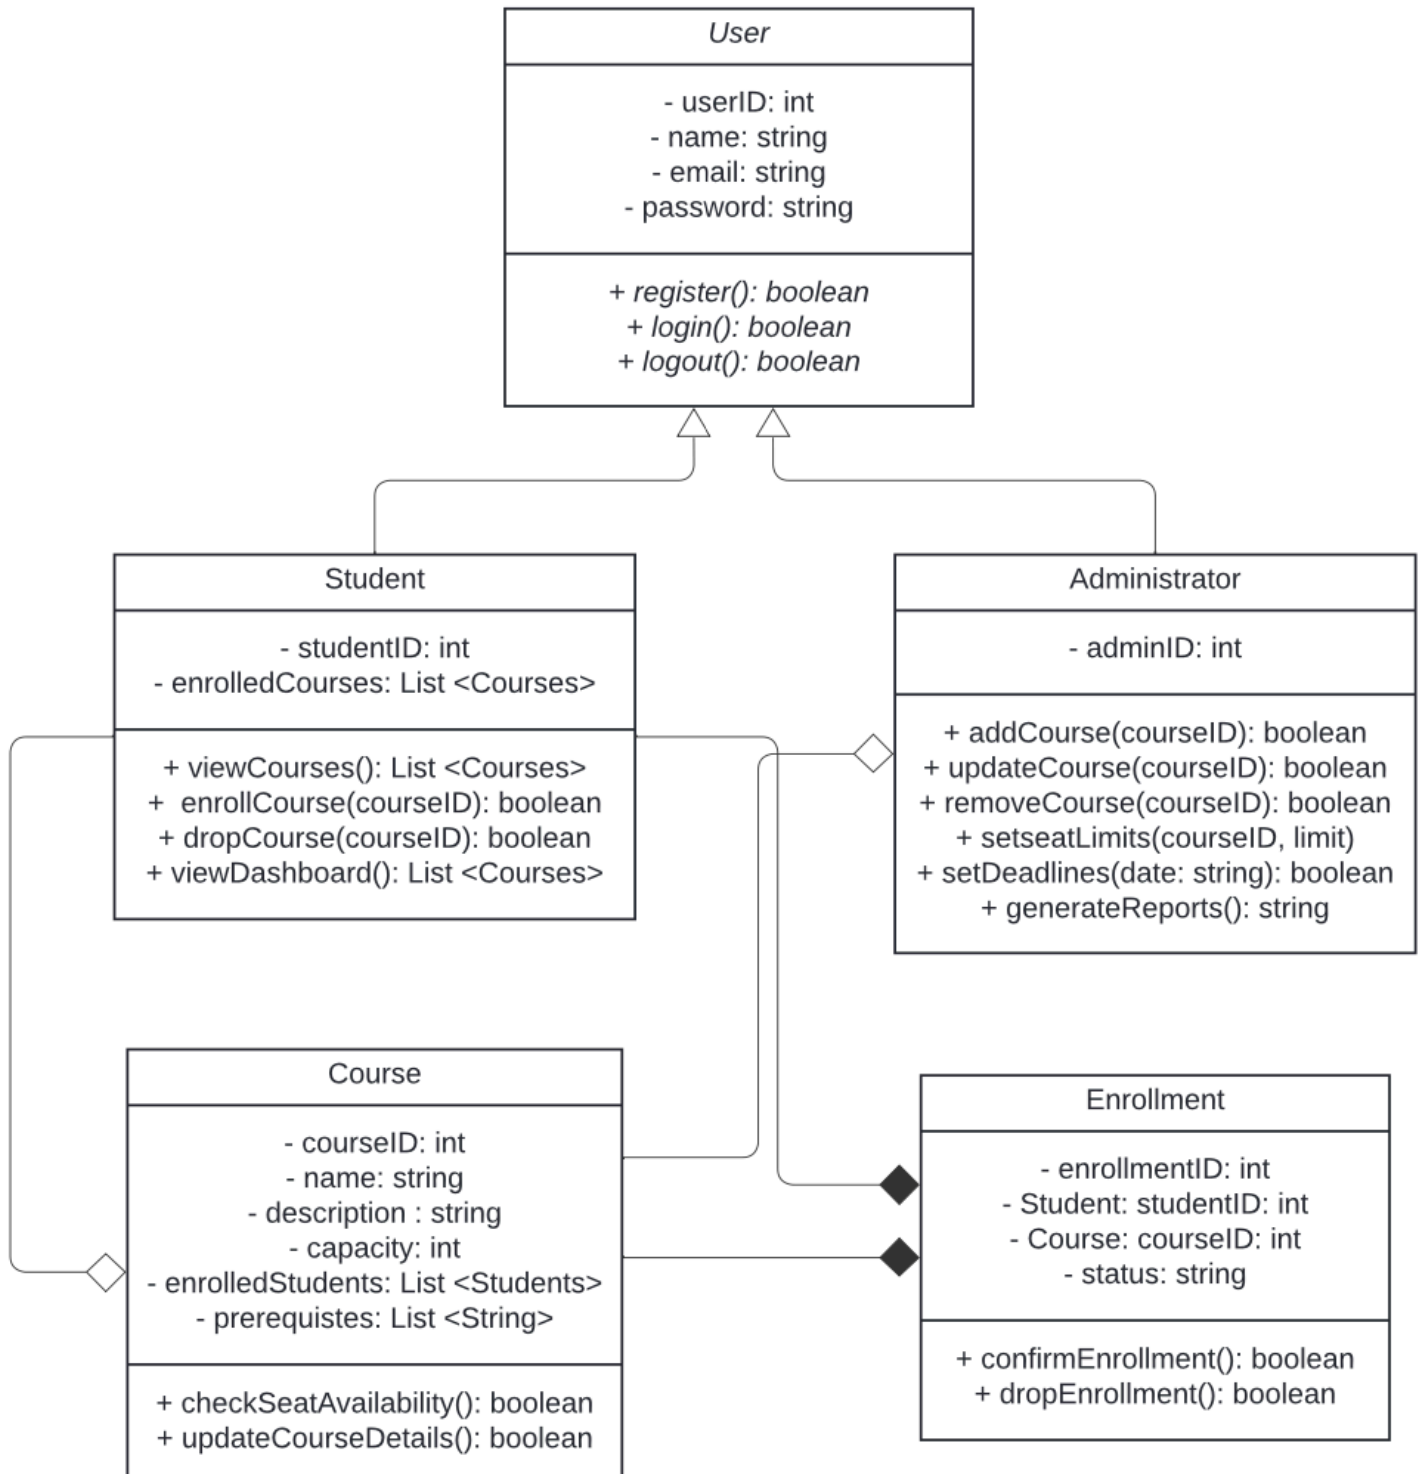 User
- userID: int
- name: string
- email: string
- password: string
+ register(): boolean
+ login(): boolean
+ logout(): boolean
Student
- studentID: int
- enrolledCourses: List <Courses>
+ viewCourses(): List <Courses>
+ enrollCourse(courseID): boolean
+ dropCourse(courseID): boolean
+ viewDashboard(): List <Courses>
Administrator
- adminID: int
+ addCourse(courseID): boolean
+ updateCourse(courseID): boolean
+ removeCourse(courseID): boolean
+ setseatLimits(courseID, limit)
+ setDeadlines(date: string): boolean
+ generateReports(): string
Course
- courseID: int
- name: string
- description : string
- capacity: int
- enrolledStudents: List <Students>
- prerequistes: List <String>
+ checkSeatAvailability(): boolean
+ updateCourseDetails(): boolean
Enrollment
- enrollmentID: int
- Student: studentID: int
- Course: courseID: int
- status: string
+ confirmEnrollment(): boolean
+ dropEnrollment(): boolean